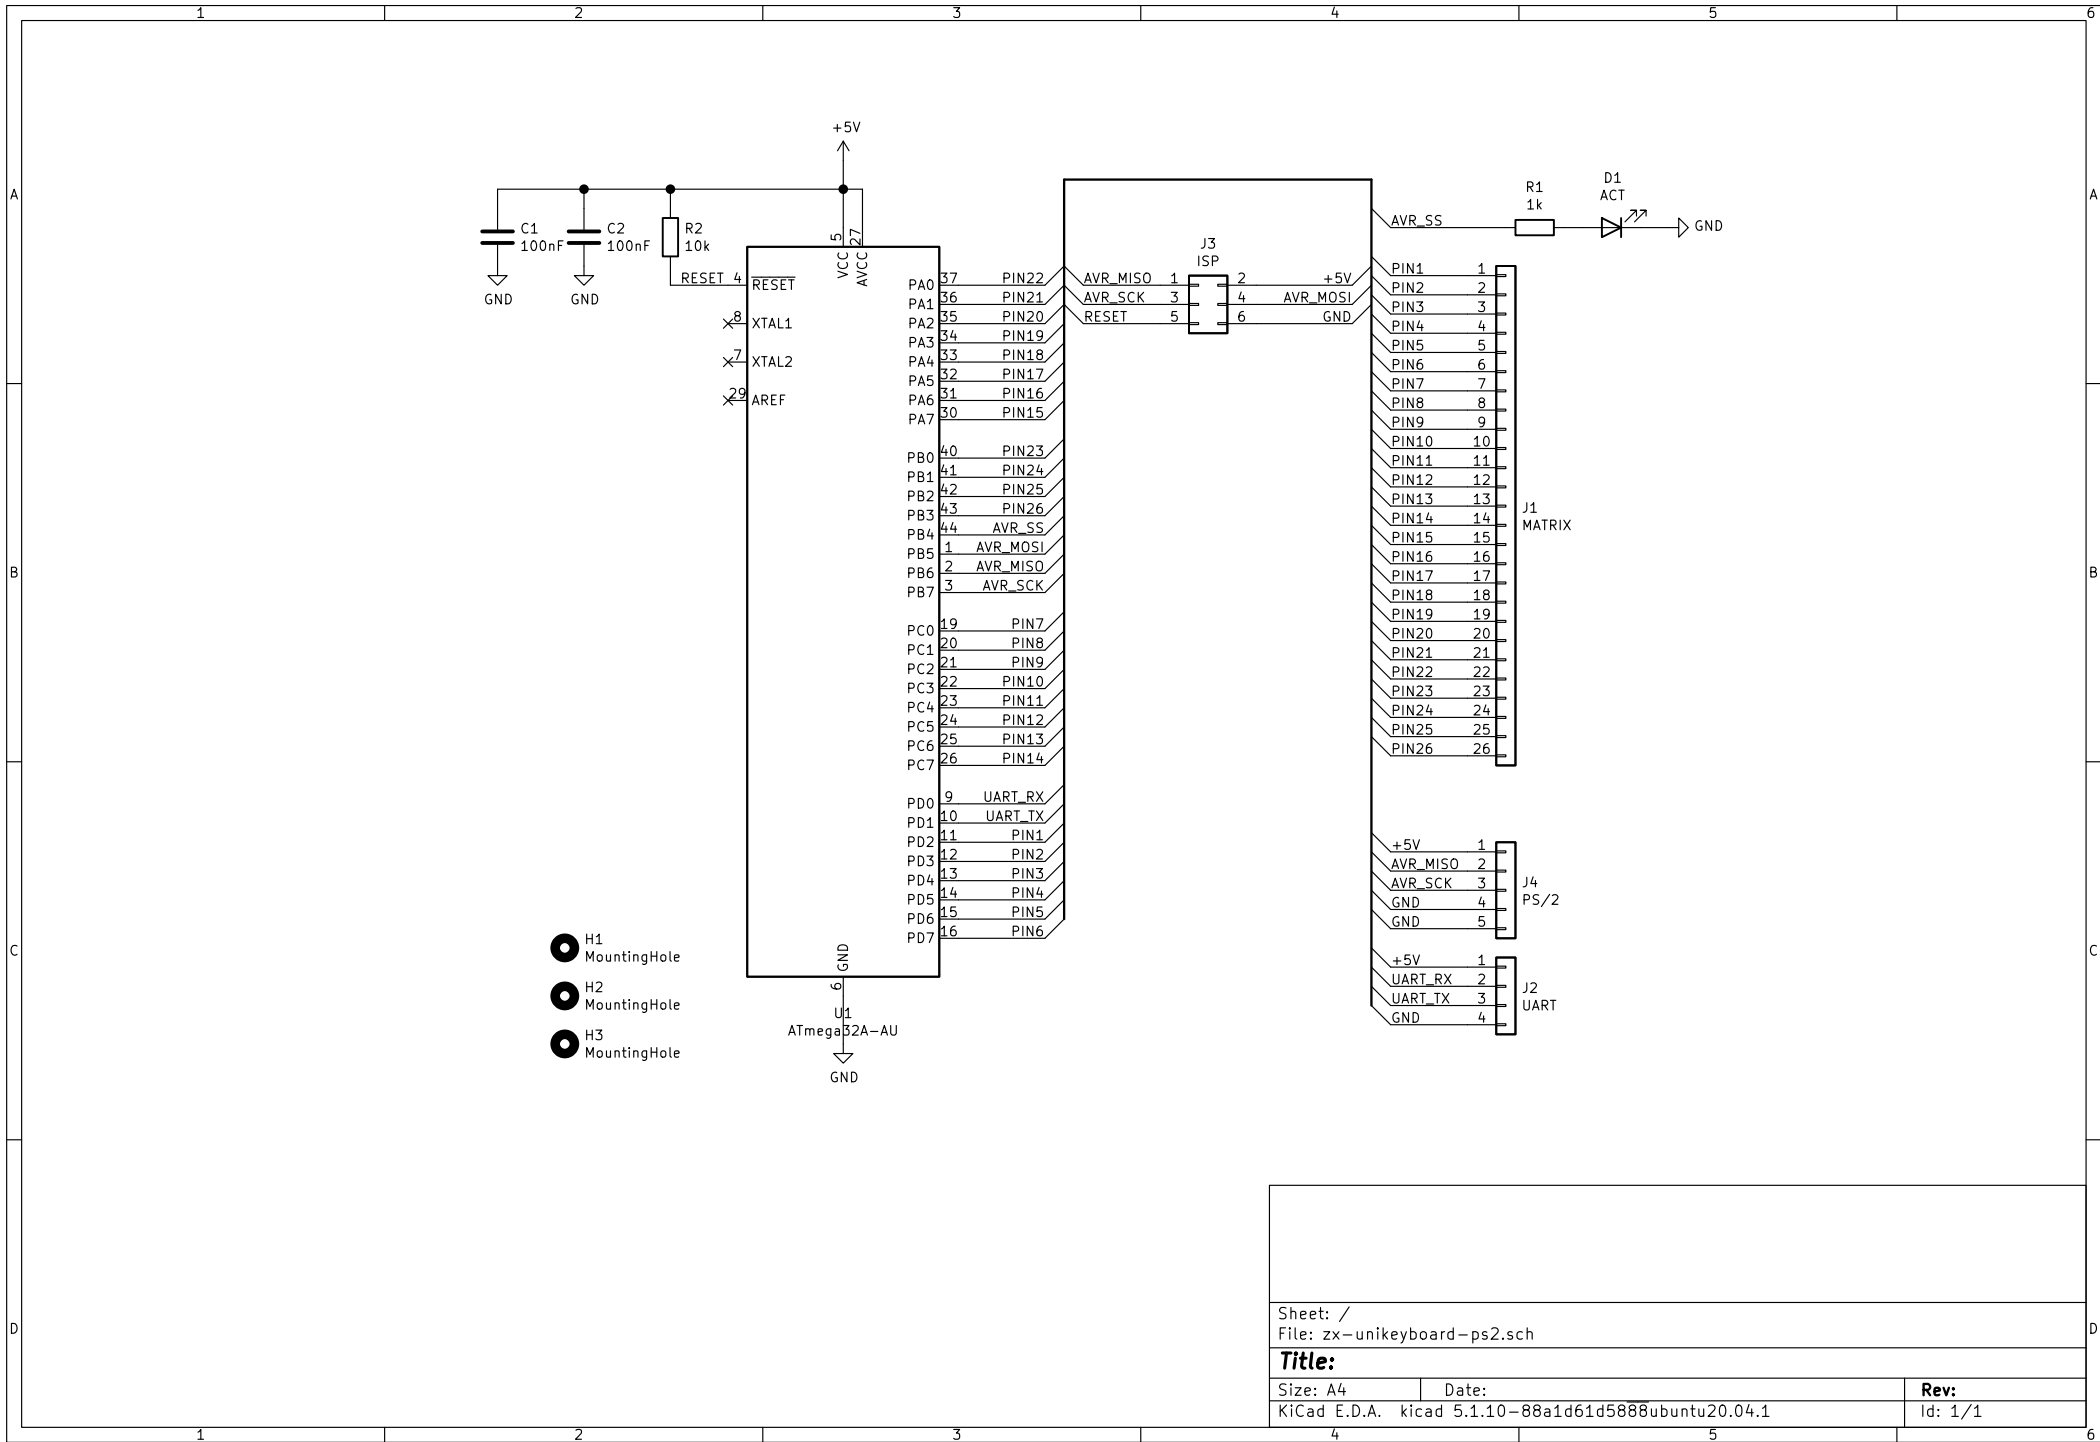 1 2 3 4 5 6
A
B
C
D
A
B
C
D
1 2 3 4 5 6
+5V
C1
100nF
GND
C2
100nF
GND
R2
10k
RESET 4 RESET
8 XTAL1
7 XTAL2
29 AREF
VCC 5
AVCC 27
PA0 37 PIN22
PA1 36 PIN21
PA2 35 PIN20
PA3 34 PIN19
PA4 33 PIN18
PA5 32 PIN17
PA6 31 PIN16
PA7 30 PIN15
PB0 40 PIN23
PB1 41 PIN24
PB2 42 PIN25
PB3 43 PIN26
PB4 44 AVR_SS
PB5 1 AVR_MOSI
PB6 2 AVR_MISO
PB7 3 AVR_SCK
PC0 19 PIN7
PC1 20 PIN8
PC2 21 PIN9
PC3 22 PIN10
PC4 23 PIN11
PC5 24 PIN12
PC6 25 PIN13
PC7 26 PIN14
PD0 9 UART_RX
PD1 10 UART_TX
PD2 11 PIN1
PD3 12 PIN2
PD4 13 PIN3
PD5 14 PIN4
PD6 15 PIN5
PD7 16 PIN6
GND
6
U1
ATmega32A-AU
GND
H1
MountingHole
H2
MountingHole
H3
MountingHole
J3
ISP
AVR_MISO 1 2 +5V
AVR_SCK 3 4 AVR_MOSI
RESET 5 6 GND
AVR_SS
R1
1k
D1
ACT
GND
PIN1 1
PIN2 2
PIN3 3
PIN4 4
PIN5 5
PIN6 6
PIN7 7
PIN8 8
PIN9 9
PIN10 10
PIN11 11
PIN12 12
PIN13 13
PIN14 14
PIN15 15
PIN16 16
PIN17 17
PIN18 18
PIN19 19
PIN20 20
PIN21 21
PIN22 22
PIN23 23
PIN24 24
PIN25 25
PIN26 26
J1
MATRIX
+5V 1
AVR_MISO 2
AVR_SCK 3
GND 4
GND 5
J4
PS/2
+5V 1
UART_RX 2
UART_TX 3
GND 4
J2
UART
Sheet: /
File: zx-unikeyboard-ps2.sch
Title:
Size: A4 Date: Rev:
KiCad E.D.A. kicad 5.1.10-88a1d61d5888ubuntu20.04.1 Id: 1/1